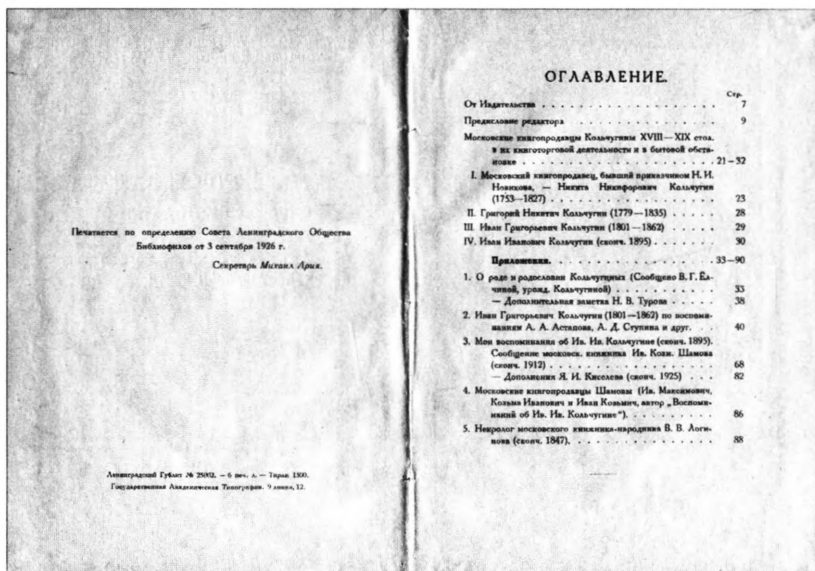 Печатается по определению Совета Ленинградского Общества
Библиофилов от 3 сентября 1926 г.
Секретарь Михаил
Ленинградский Гублит № 25002. — 6 печ. л. — Тираж 1300.
Государственная Академическая Типография. 9 линия, 12.
ОГЛАВЛЕНИЕ.
Стр.
От Издательства . . . . . . . . . . . . . . . . . . 7
Предисловие редактора . . . . . . . . . . . . . . . 9
Московские книгопродавцы Кольчугины XVIII—XIX стол.
в их книготорговой деятельности и в бытовой обста-
новке . . . . . . . . . . . . . . . . . . . . 21—32
I. Московский книгопродавец, бывший приказчиком Н. И.
Новикова, — Никита Никифорович Кольчугин
(1753—1827) . . . . . . . . . . . . . . . . . 23
II. Григорий Никитич Кольчугин (1779—1835) . . . . . 28
III. Иван Григорьевич Кольчугин (1801—1862) . . . . . 29
IV. Иван Иванович Кольчугин (сконч. 1895) . . . . . . 30
Приложения. . . . . . . . . . . . . . . 33—90
1. О роде и родословии Кольчугиных (Сообщено В. Г. Ёл-
чиной, урожд. Кольчугиной) . . . . . . . . . 33
— Дополнительная заметка Н. В. Турова . . . . . 38
2. Иван Григорьевич Кольчугин (1801—1862) по воспоми-
наниям А. А. Астапова, А. Д. Ступина и друг. . . 40
3. Мои воспоминания об Ив. Ив. Кольчугине (сконч. 1895).
Сообщение московск. книжника Ив. Козм. Шамова
(сконч. 1912) . . . . . . . . . . . . . . . . 68
— Дополнения Я. И. Киселева (сконч. 1925) . . . 82
4. Московские книгопродавцы Шамовы (Ив. Максимович,
Козьма Иванович и Иван Козьмич, автор „Воспоми-
наний об Ив. Ив. Кольчугине“). . . . . . . . . 86
5. Некролог московского книжника-народника В. В. Логи-
нова (сконч. 1847). . . . . . . . . . . . . . 88